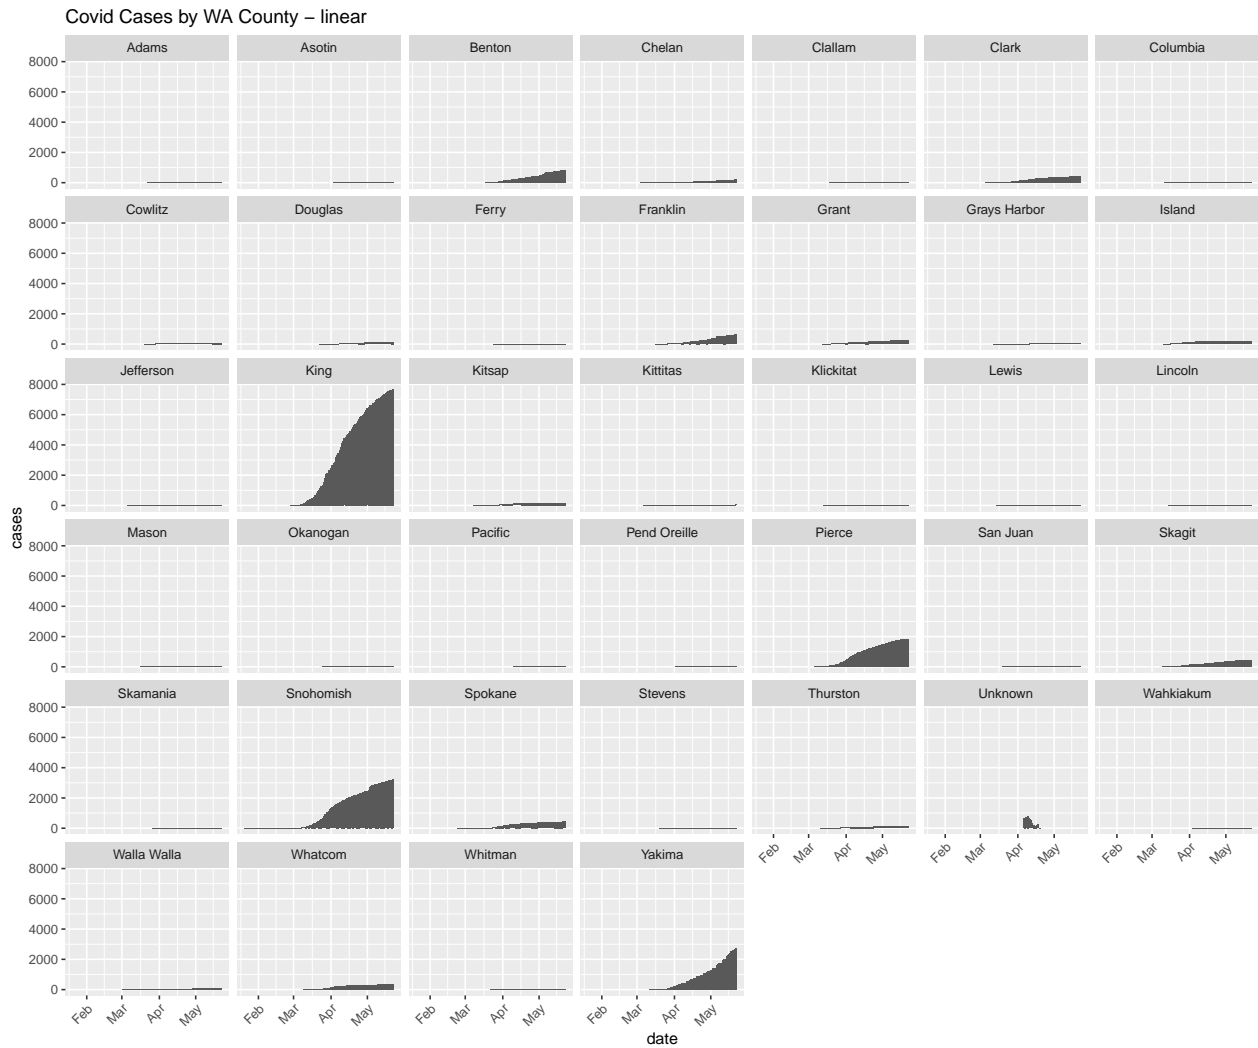 Covid Cases by WA County – linear
Adams Asotin Benton Chelan Clallam Clark Columbia
8000
6000
4000
2000
0
Cowlitz Douglas Ferry Franklin Grant Grays Harbor Island
8000
6000
4000
2000
0
Jefferson King Kitsap Kittitas Klickitat Lewis Lincoln
8000
6000
4000
2000
0
cases
Mason Okanogan Pacific Pend Oreille Pierce San Juan Skagit
8000
6000
4000
2000
0
Skamania Snohomish Spokane Stevens Thurston Unknown Wahkiakum
8000
6000
4000
2000
0
Feb Mar Apr May Feb Mar Apr May Feb Mar Apr May
Walla Walla Whatcom Whitman Yakima
8000
6000
4000
2000
0
Feb Mar Apr May Feb Mar Apr May Feb Mar Apr May Feb Mar Apr May
date